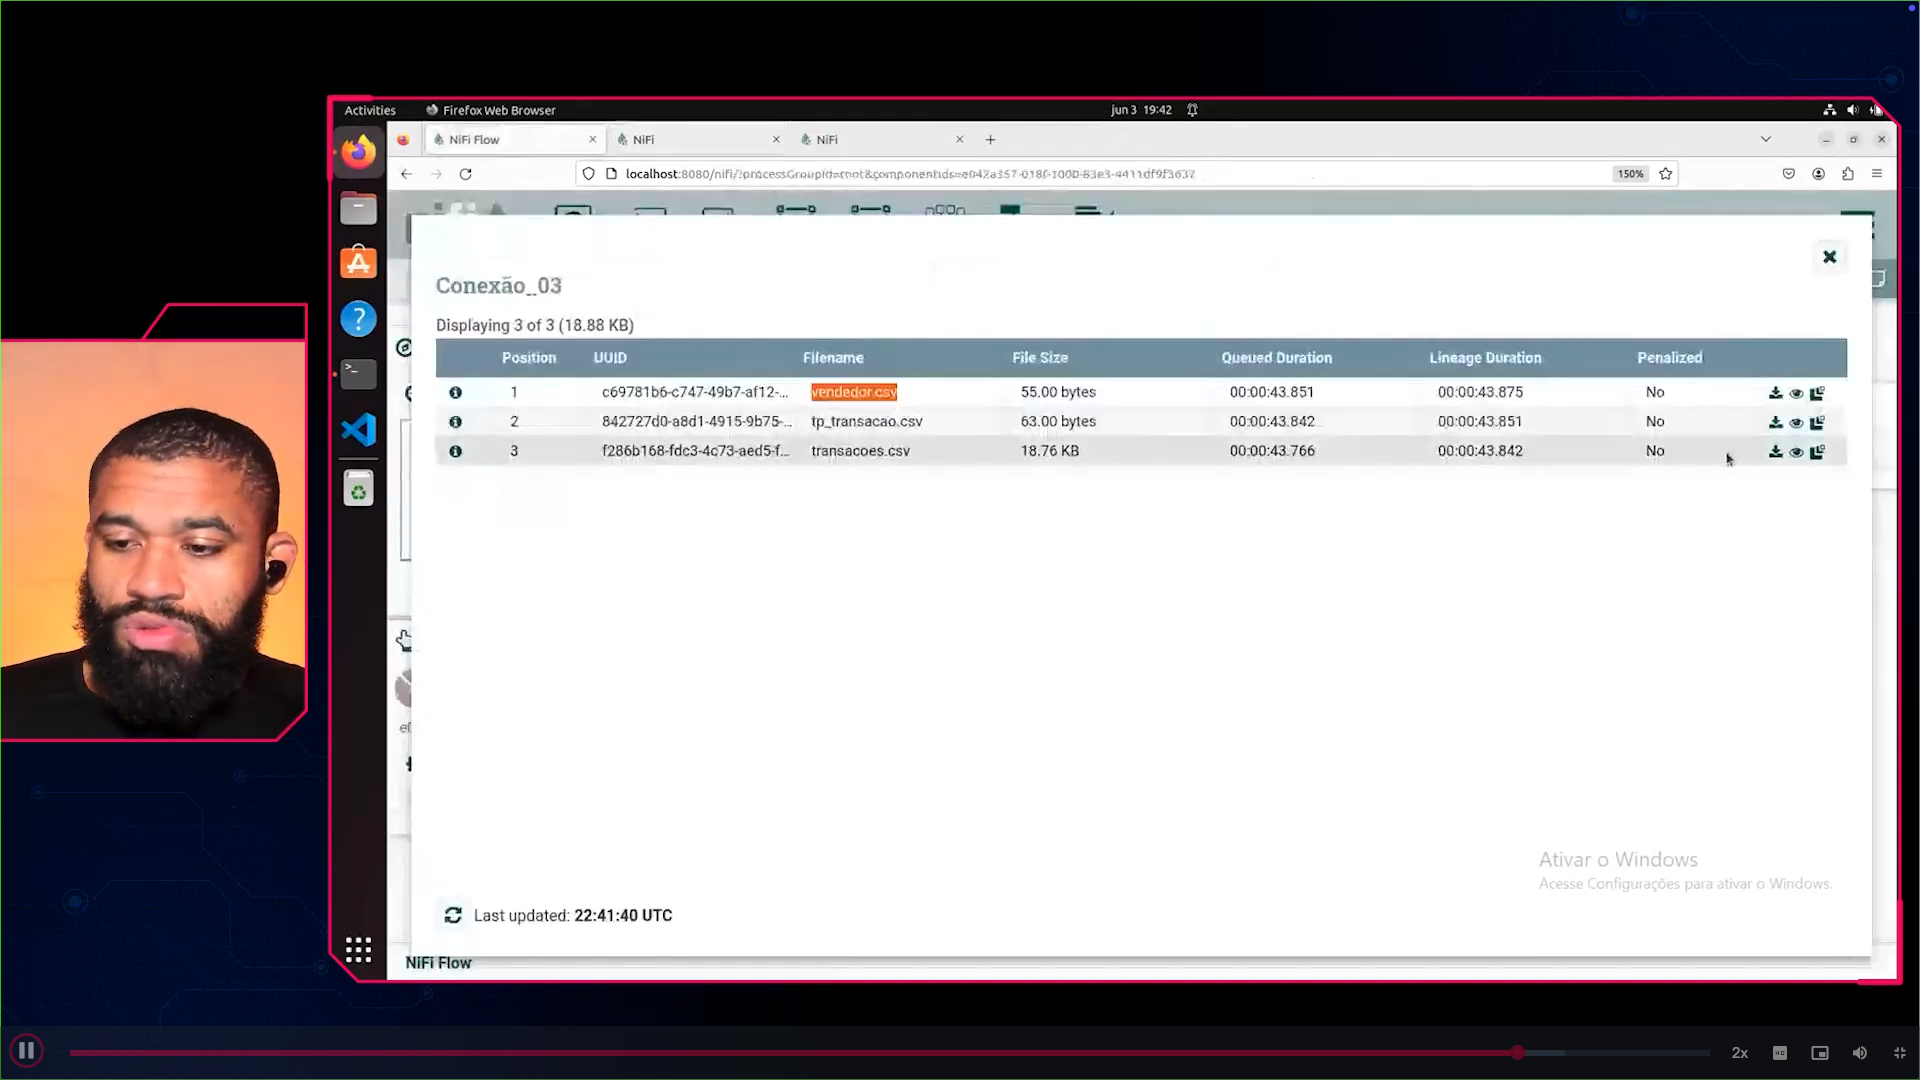 Activities Firefox Web Browser jun 3 19:42
NiFi Flow NiFi NiFi
localhost:8080/nifi/?processGroupId=root&componentIds= 150%
Conexão_03
Displaying 3 of 3 (18.88 KB)
Position UUID Filename File Size Queued Duration Lineage Duration Penalized
1 c69781b6-c747-49b7-af12-... vendedor.csv 55.00 bytes 00:00:43.851 00:00:43.875 No
2 842727d0-a8d1-4915-9b75-... tp_transacao.csv 63.00 bytes 00:00:43.842 00:00:43.851 No
3 f286b168-fdc3-4c73-aed5-f... transacoes.csv 18.76 KB 00:00:43.766 00:00:43.842 No
Ativar o Windows
Acesse Configurações para ativar o Windows.
Last updated: 22:41:40 UTC
NiFi Flow
2x